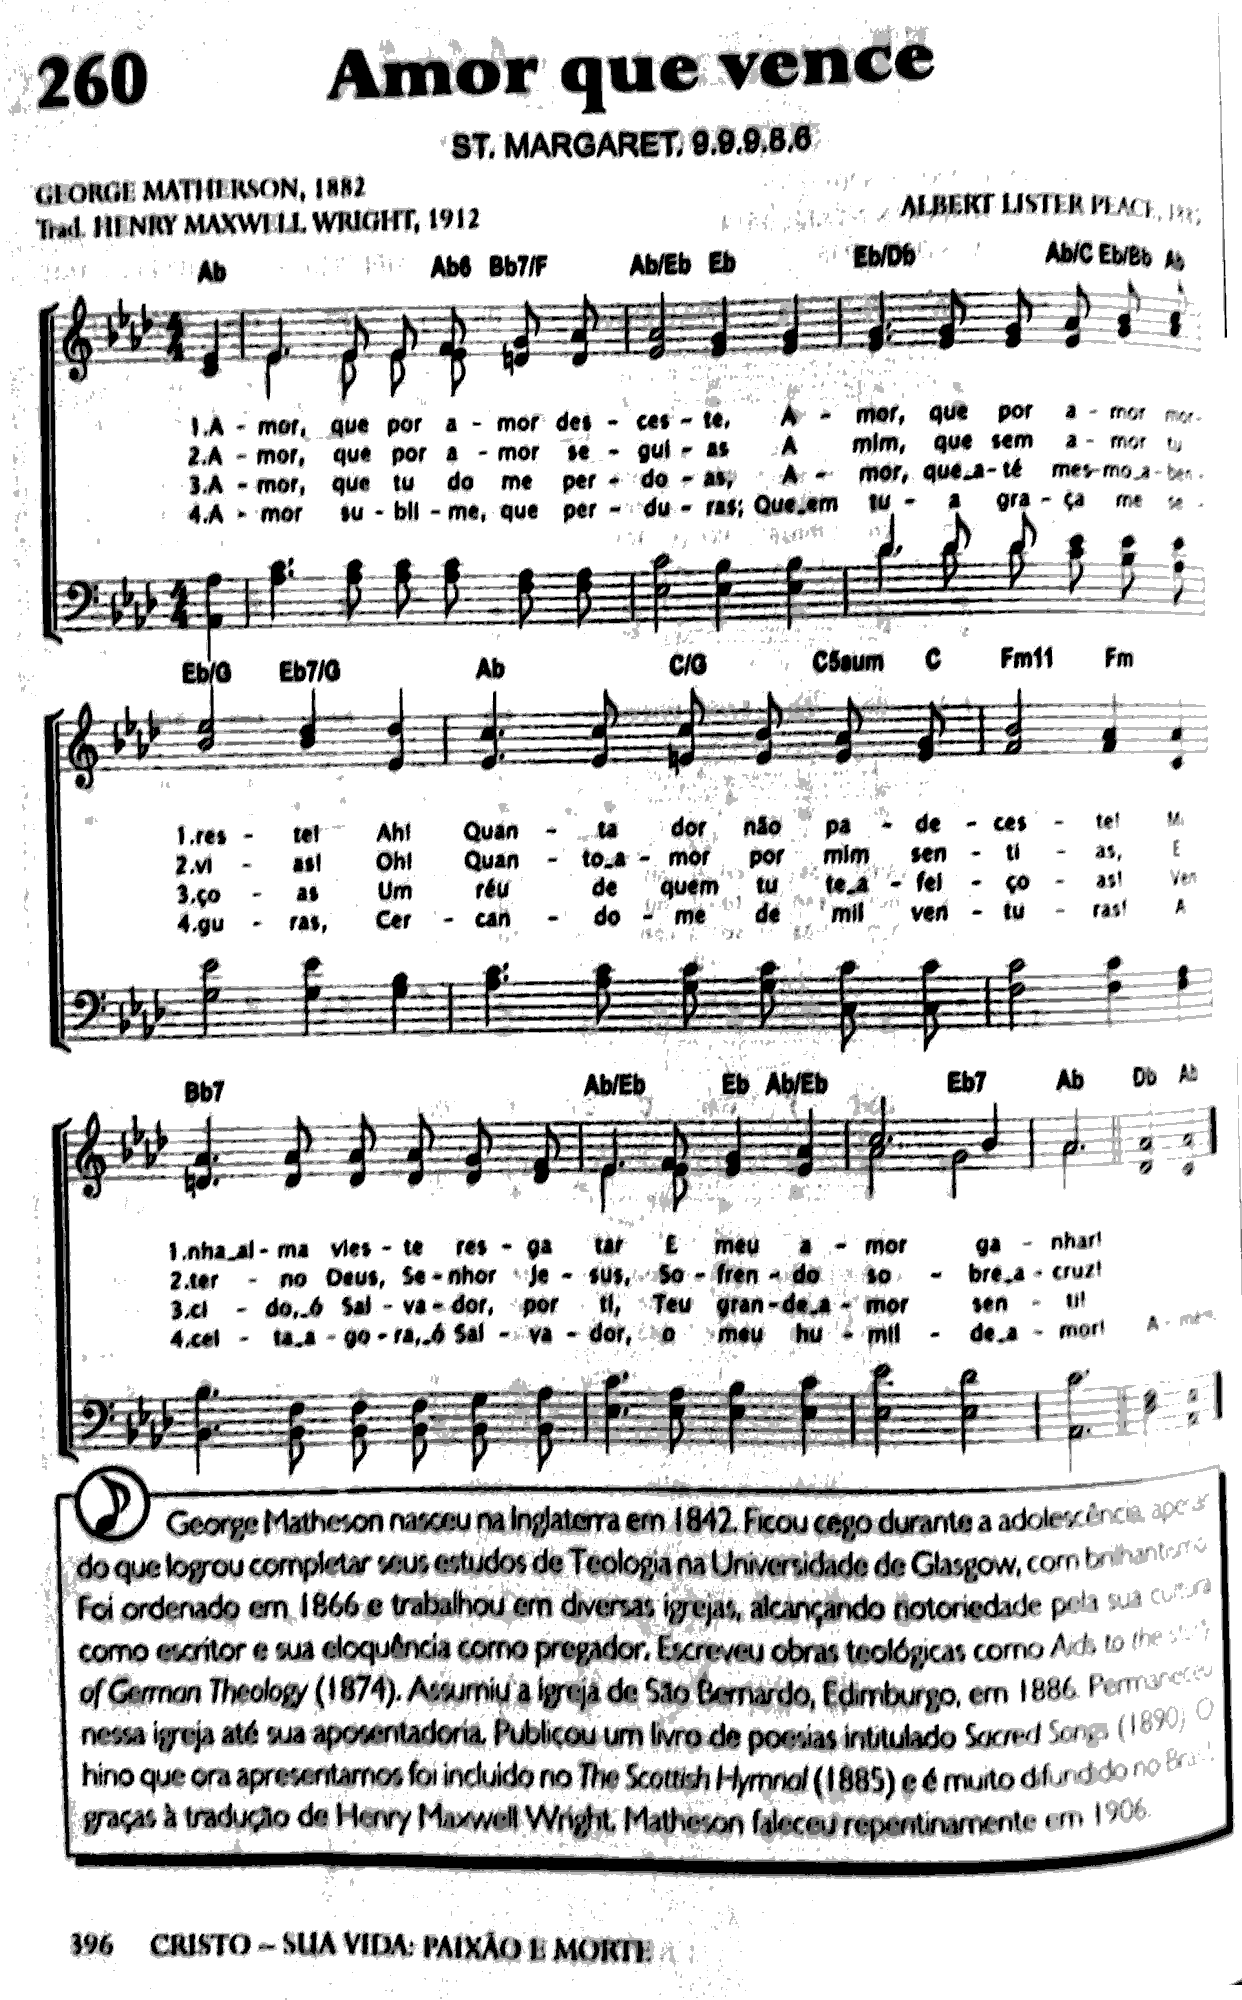 260 Amor que vence
ST. MARGARET. 9.9.9.8.6
GEORGE MATHERSON, 1882
Trad. HENRY MAXWELL WRIGHT, 1912
ALBERT LISTER PEACE,
Ab Ab6 Bb7/F Ab/Eb Eb Eb/Db Ab/C Eb/Bb Ab
1.A - mor, que por a - mor des - ces - te, A - mor, que por a - mor mor-
2.A - mor, que por a - mor se - gui - as A mim, que sem a - mor tu
3.A - mor, que tu do me per - do - as, A - mor, que_a-té mes-mo_a-ben-
4.A - mor su - bli - me, que per - du - ras; Que_em tu - a gra - ça me se -
Eb/G Eb7/G Ab C/G C5aum C Fm11 Fm
1.res - te! Ah! Quan - ta dor não pa - de - ces - te! Mi
2.vi - as! Oh! Quan - to_a - mor por mim sen - ti - as, E
3.ço - as Um réu de quem tu te_a - fei - ço - as! Ven
4.gu - ras, Cer - can - do - me de mil ven - tu - ras! A
Bb7 Ab/Eb Eb Ab/Eb Eb7 Ab Db Ab
1.nha_al - ma vies - te res - ga tar E meu a - mor ga - nhar!
2.ter - no Deus, Se - nhor Je - sus, So - fren - do so - bre_a - cruz!
3.ci - do,_ó Sal - va - dor, por ti, Teu gran-de_a - mor sen - ti!
4.cei - ta_a - go - ra,_ó Sal - va - dor, o meu hu - mil - de_a - mor! A - mém.
George Matheson nasceu na Inglaterra em 1842. Ficou cego durante a adolescência, apesar
do que logrou completar seus estudos de Teologia na Universidade de Glasgow, com brilhantismo
Foi ordenado em 1866 e trabalhou em diversas igrejas, alcançando notoriedade pela sua cultura
como escritor e sua eloquência como pregador. Escreveu obras teológicas como Aids to the study
of German Theology (1874). Assumiu a igreja de São Bernardo, Edimburgo, em 1886. Permaneceu
nessa igreja até sua aposentadoria. Publicou um livro de poesias intitulado Sacred Songs (1890) O
hino que ora apresentamos foi incluido no The Scottish Hymnal (1885) e é muito difundido no Brasil
graças à tradução de Henry Maxwell Wright. Matheson faleceu repentinamente em 1906.
396 CRISTO – SUA VIDA: PAIXÃO E MORTE